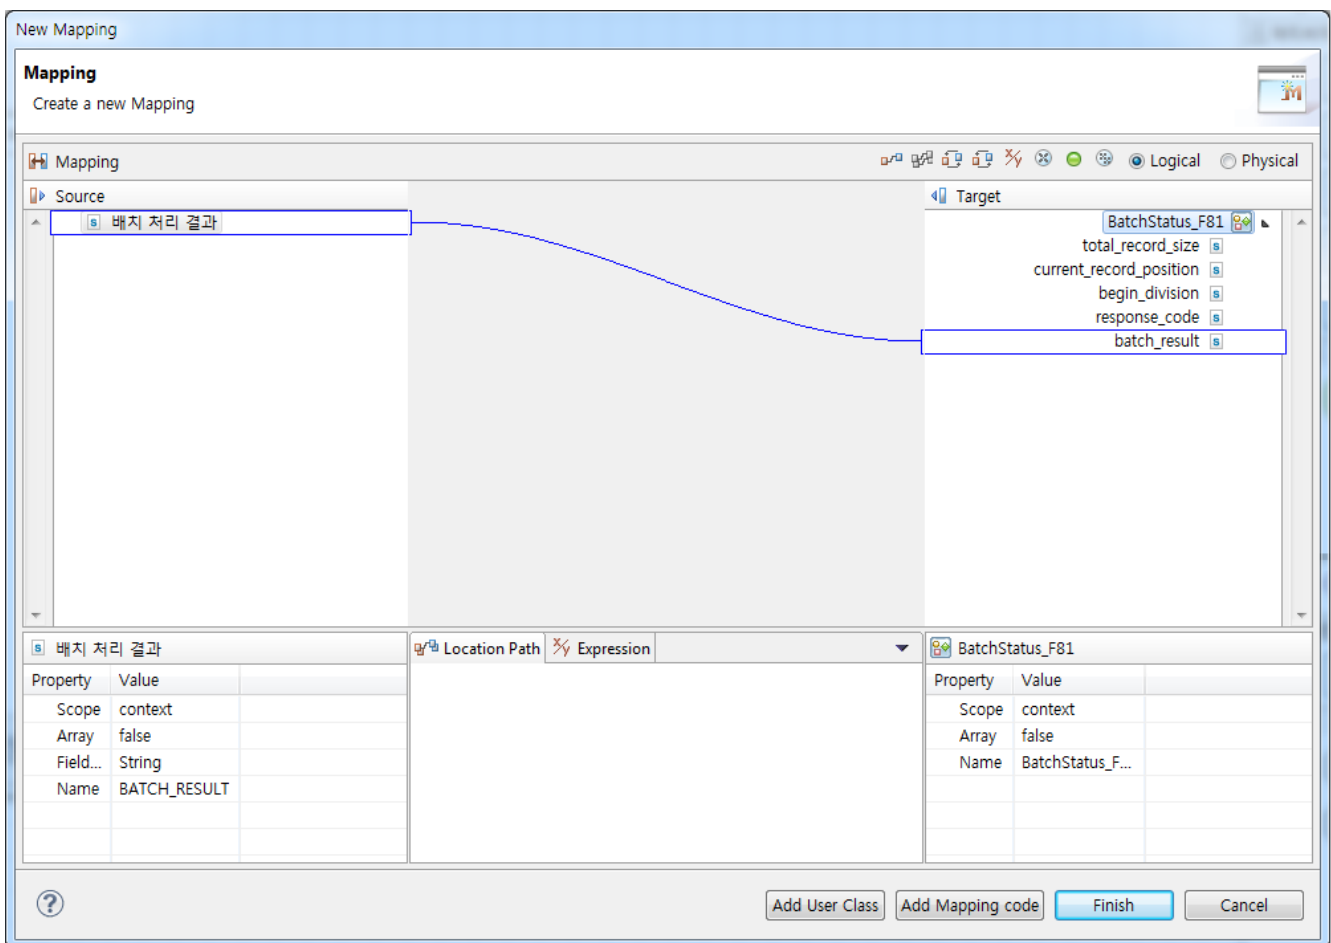 New Mapping
Mapping
Create a new Mapping
Mapping
Logical
Physical
Source
Target
배치 처리 결과
BatchStatus_F81
total_record_size
current_record_position
begin_division
response_code
batch_result
배치 처리 결과
Location Path
Expression
BatchStatus_F81
Property Value
Scope context
Array false
Field... String
Name BATCH_RESULT
Property Value
Scope context
Array false
Name BatchStatus_F...
Add User Class
Add Mapping code
Finish
Cancel